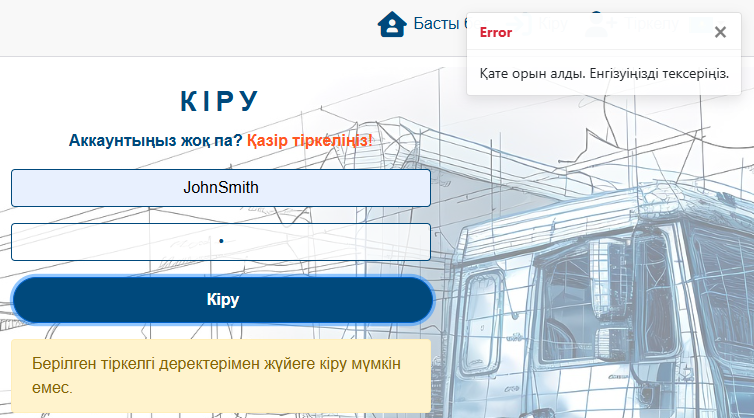 Басты
Error
Қате орын алды. Енгізуіңізді тексеріңіз.
КІРУ
Аккаунтыңыз жоқ па? Қазір тіркеліңіз!
JohnSmith
Кіру
Берілген тіркелгі деректерімен жүйеге кіру мүмкін
емес.